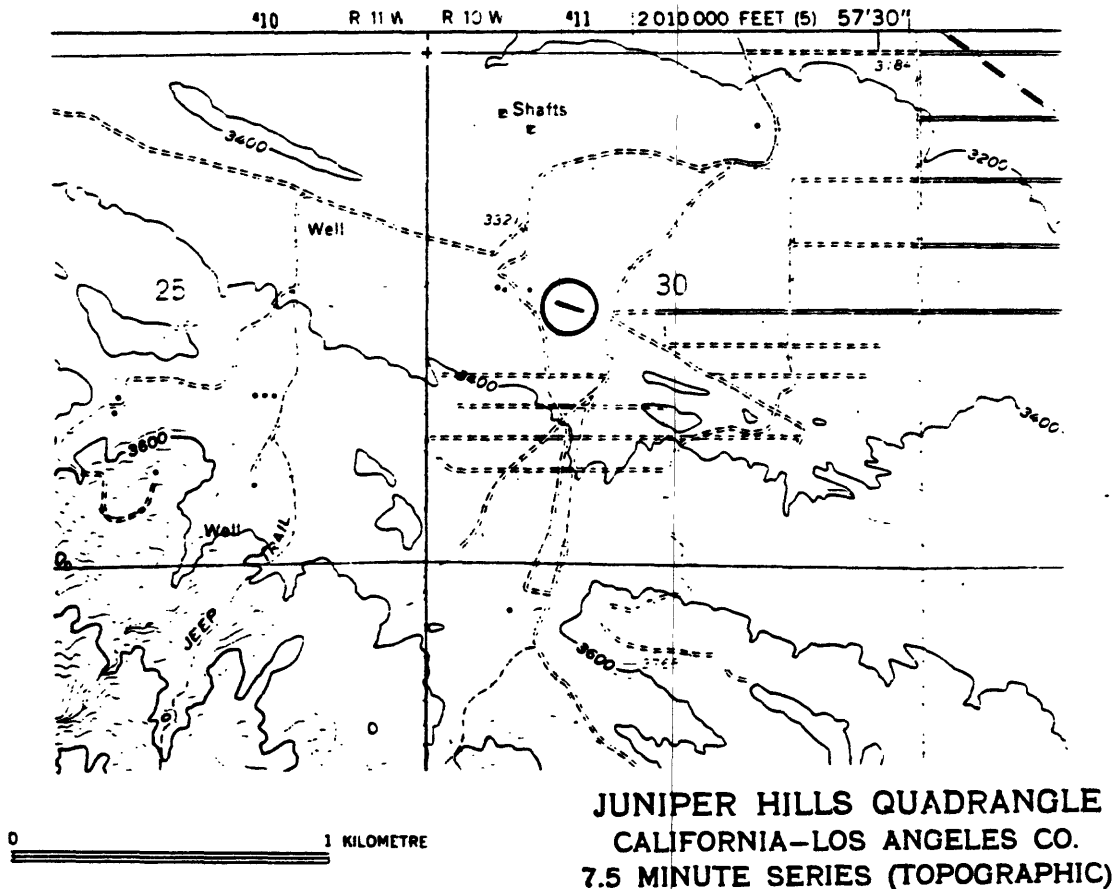 ⁴10 R 11 W R 10 W ⁴11 2 010 000 FEET (5) 57'30"
Shafts
3400
3200
Well
3321
25
30
3400
3400
3600
Well
TRAIL
JEEP
3600
0 1 KILOMETRE
JUNIPER HILLS QUADRANGLE
CALIFORNIA–LOS ANGELES CO.
7.5 MINUTE SERIES (TOPOGRAPHIC)